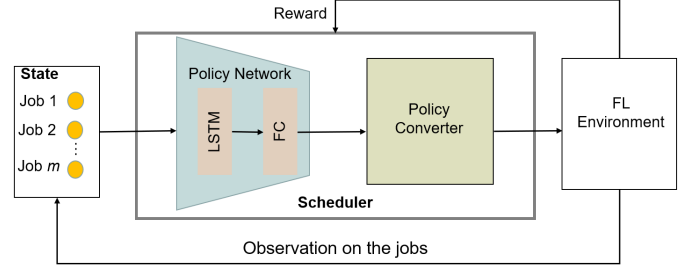 Reward
State
Job 1
Job 2
Job m
Policy Network
LSTM
FC
Policy
Converter
Scheduler
FL
Environment
Observation on the jobs